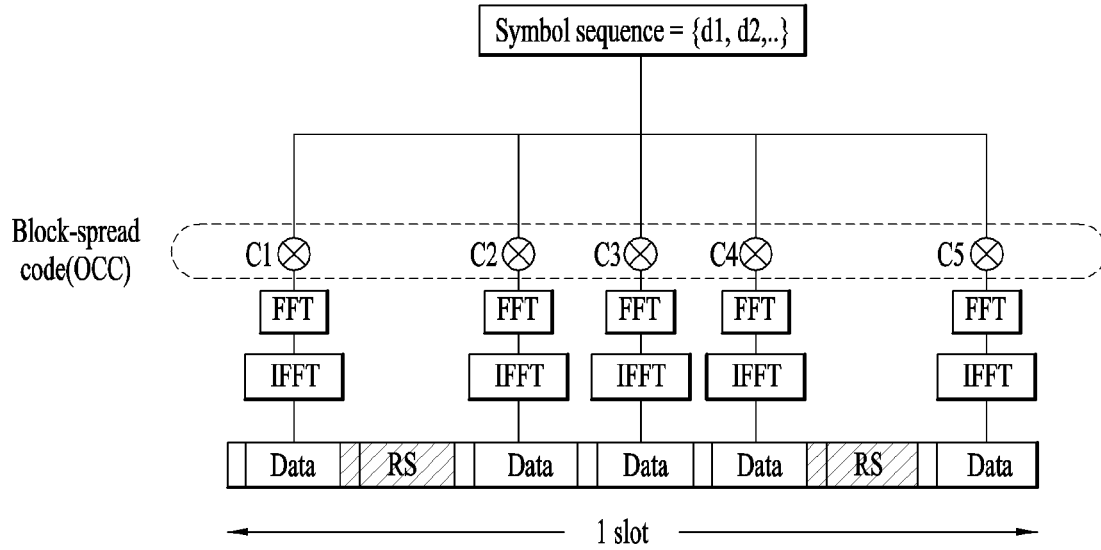 Symbol sequence = {d1, d2,..}
Block-spread
code(OCC)
C1 C2 C3 C4 C5
FFT FFT FFT FFT FFT
IFFT IFFT IFFT IFFT IFFT
Data RS Data Data Data RS Data
1 slot